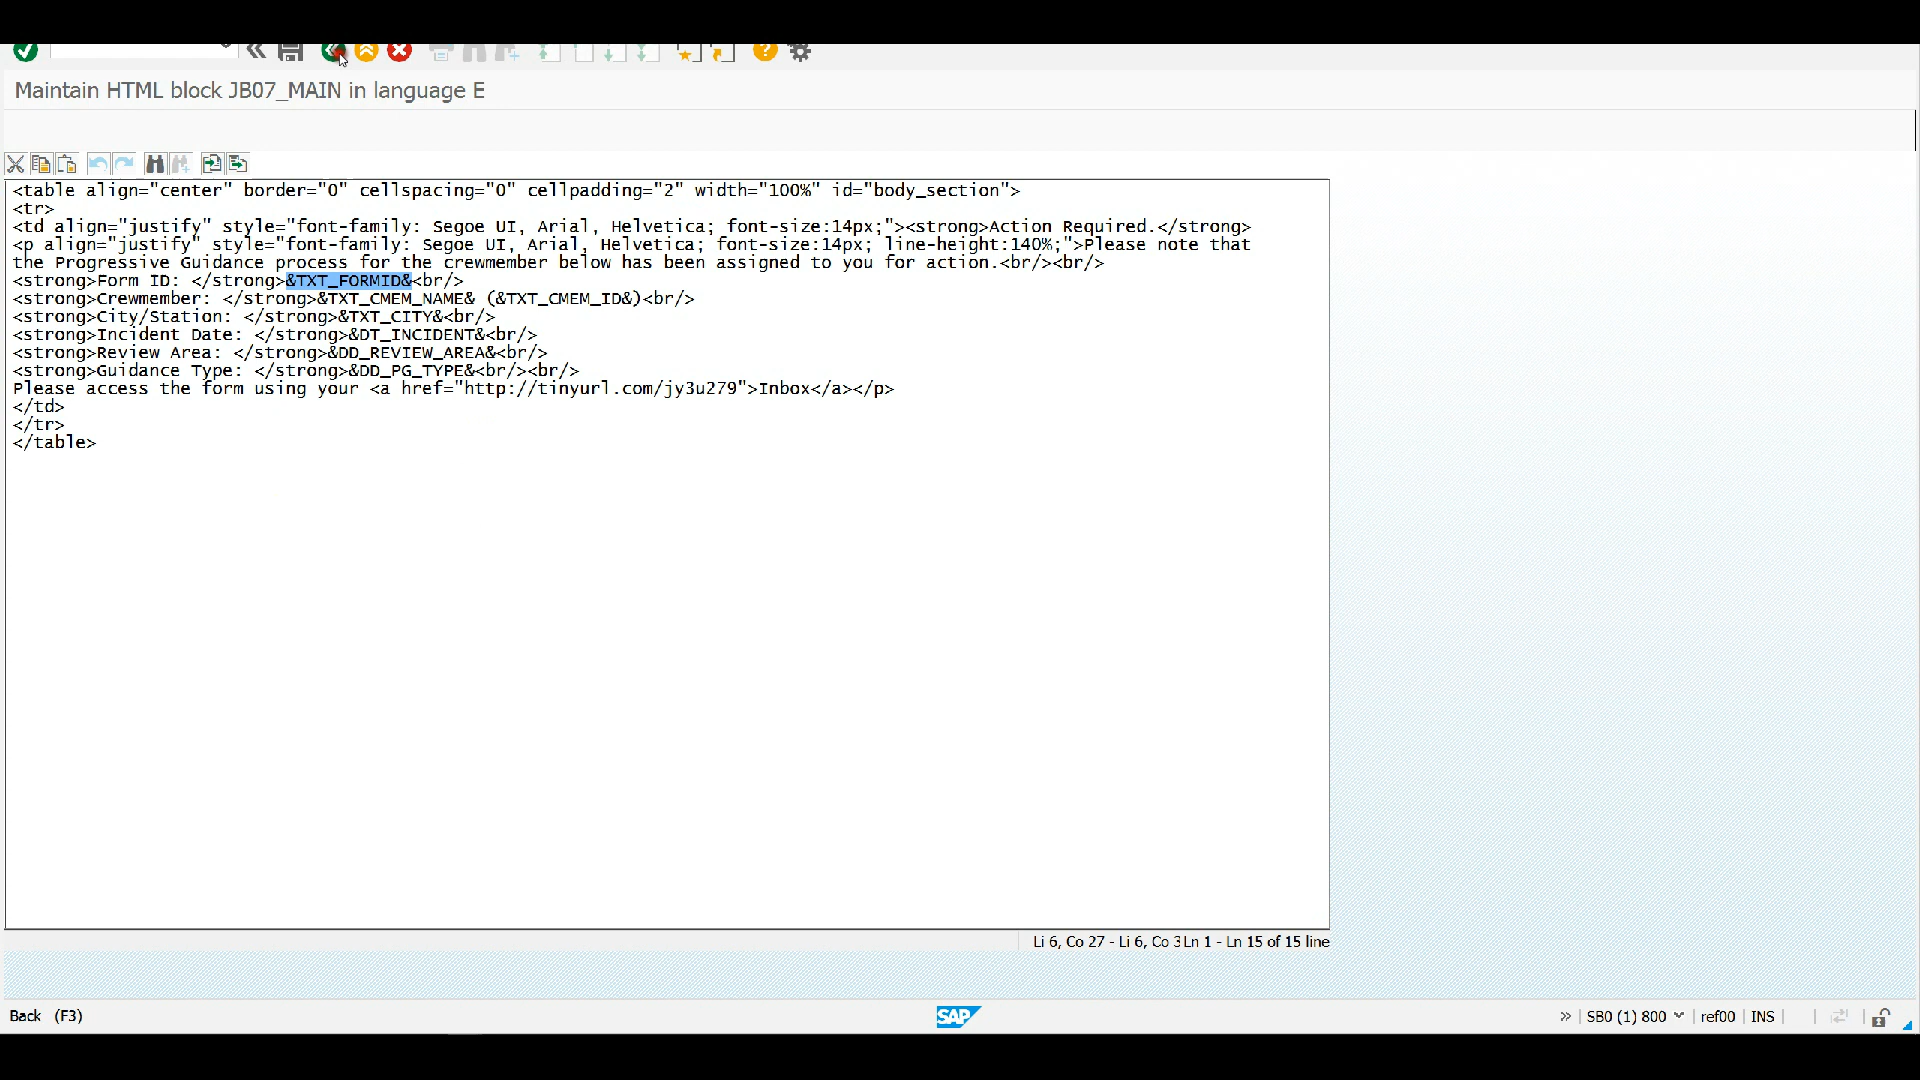 Maintain HTML block JB07_MAIN in language E
<table align="center" border="0" cellspacing="0" cellpadding="2" width="100%" id="body_section">
<tr>
<td align="justify" style="font-family: Segoe UI, Arial, Helvetica; font-size:14px;"><strong>Action Required.</strong>
<p align="justify" style="font-family: Segoe UI, Arial, Helvetica; font-size:14px; line-height:140%;">Please note that
the Progressive Guidance process for the crewmember below has been assigned to you for action.<br/><br/>
<strong>Form ID: </strong>&TXT_FORMID&<br/>
<strong>Crewmember: </strong>&TXT_CMEM_NAME& (&TXT_CMEM_ID&)<br/>
<strong>City/Station: </strong>&TXT_CITY&<br/>
<strong>Incident Date: </strong>&DT_INCIDENT&<br/>
<strong>Review Area: </strong>&DD_REVIEW_AREA&<br/>
<strong>Guidance Type: </strong>&DD_PG_TYPE&<br/><br/>
Please access the form using your <a href="http://tinyurl.com/jy3u279">Inbox</a></p>
</td>
</tr>
</table>
Li 6, Co 27 - Li 6, Co 3 Ln 1 - Ln 15 of 15 line
Back (F3) SAP » SB0 (1) 800 ref00 INS